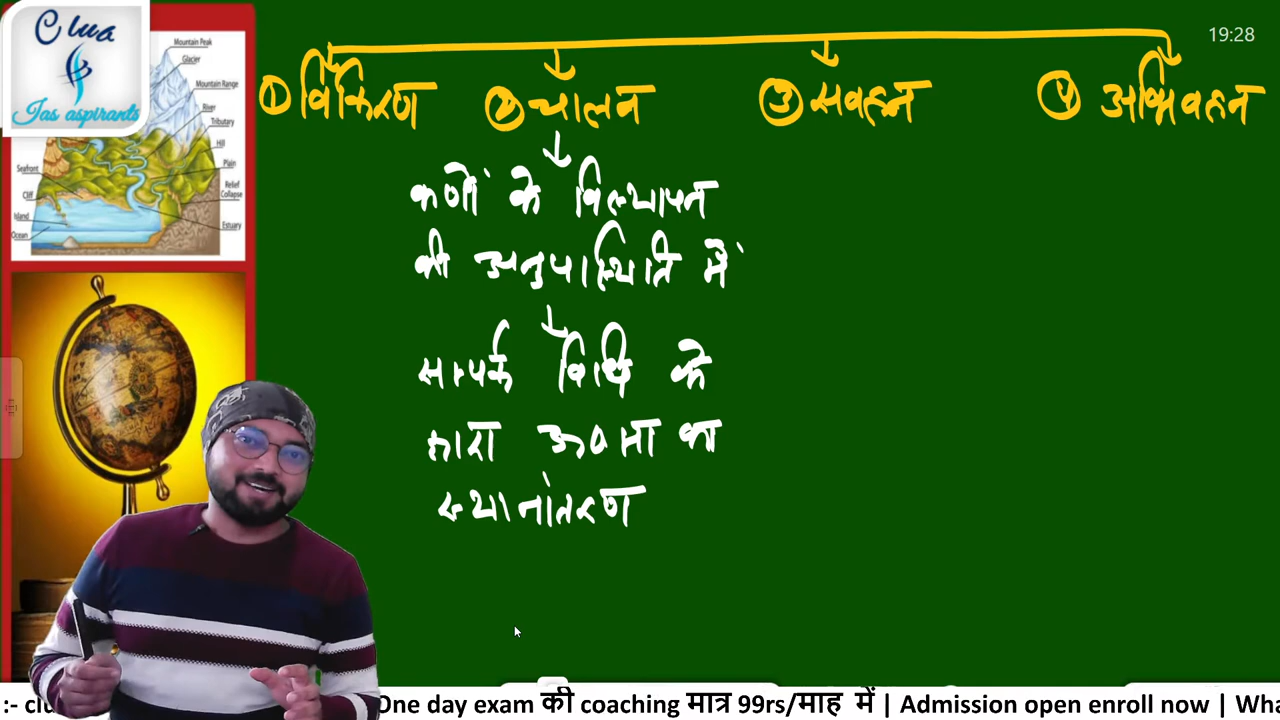 Clua
Ias aspirants
Mountain Peak
Glacier
Mountain Range
River
Tributary
Hill
Plain
Relief
Collapse
Estuary
Seafront
Cliff
Island
Ocean
19:28
① विकिरण ② चालन ③ संवहन ④ अभिवहन
कणों के विस्थापन
की अनुपास्थिति में
सम्पर्क विधि के
द्वारा ऊष्मा का
स्थानांतरण
:- clu One day exam की coaching मात्र 99rs/माह में | Admission open enroll now | Wha